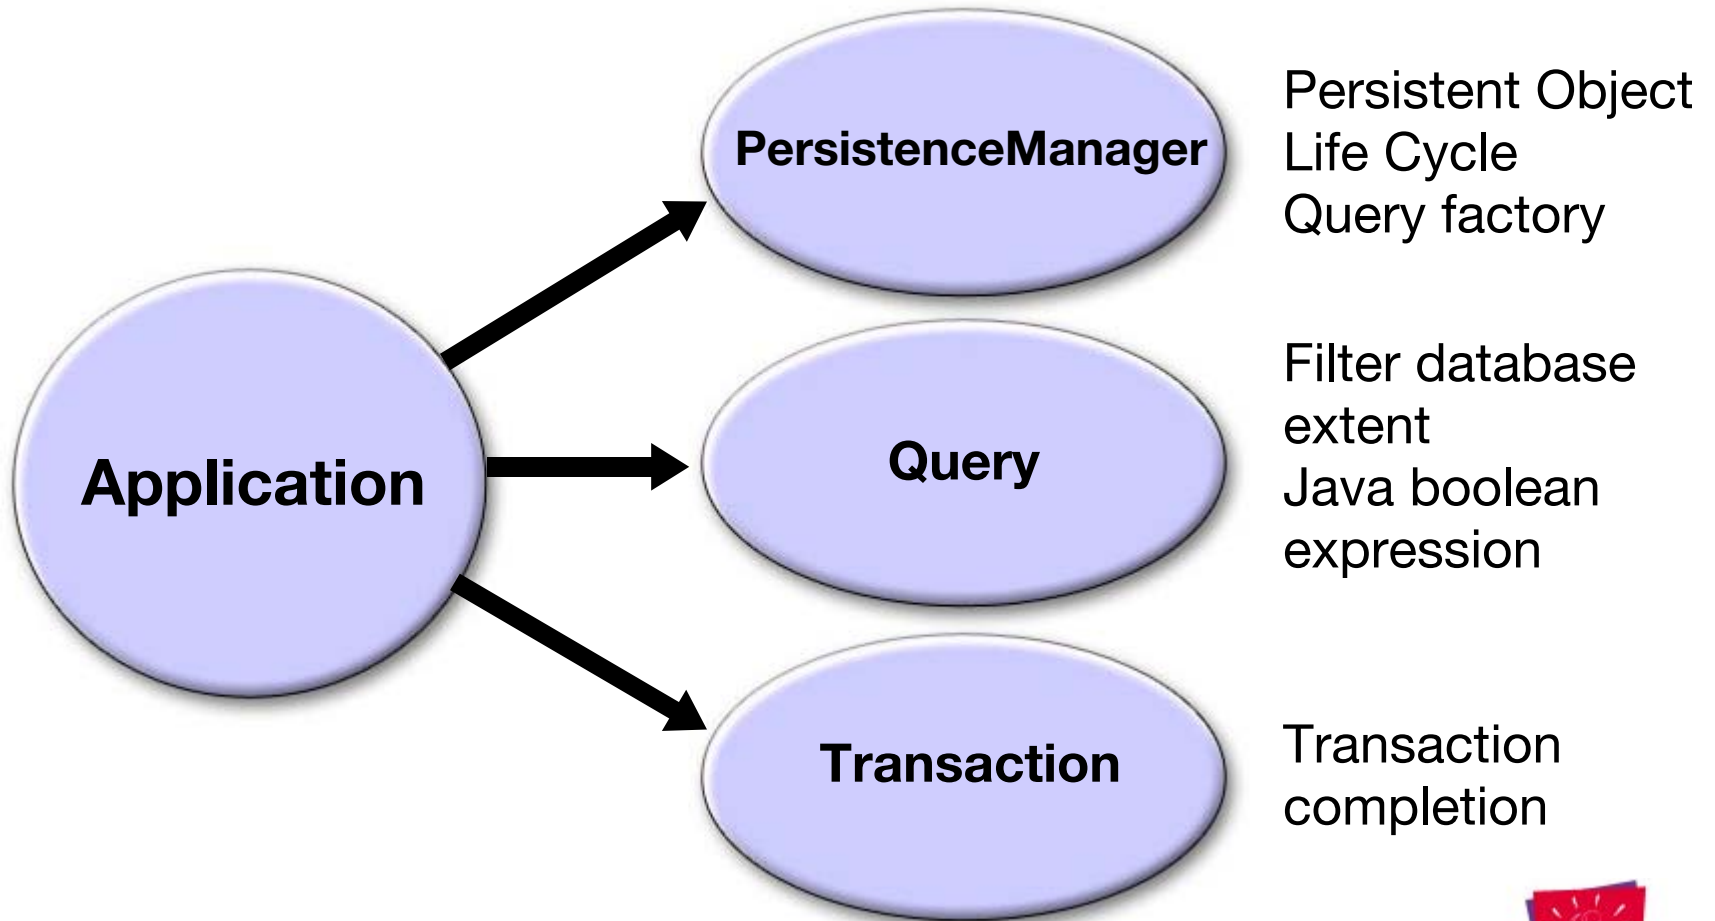 PersistenceManager
Persistent Object
Life Cycle
Query factory
Application
Query
Filter database
extent
Java boolean
expression
Transaction
Transaction
completion